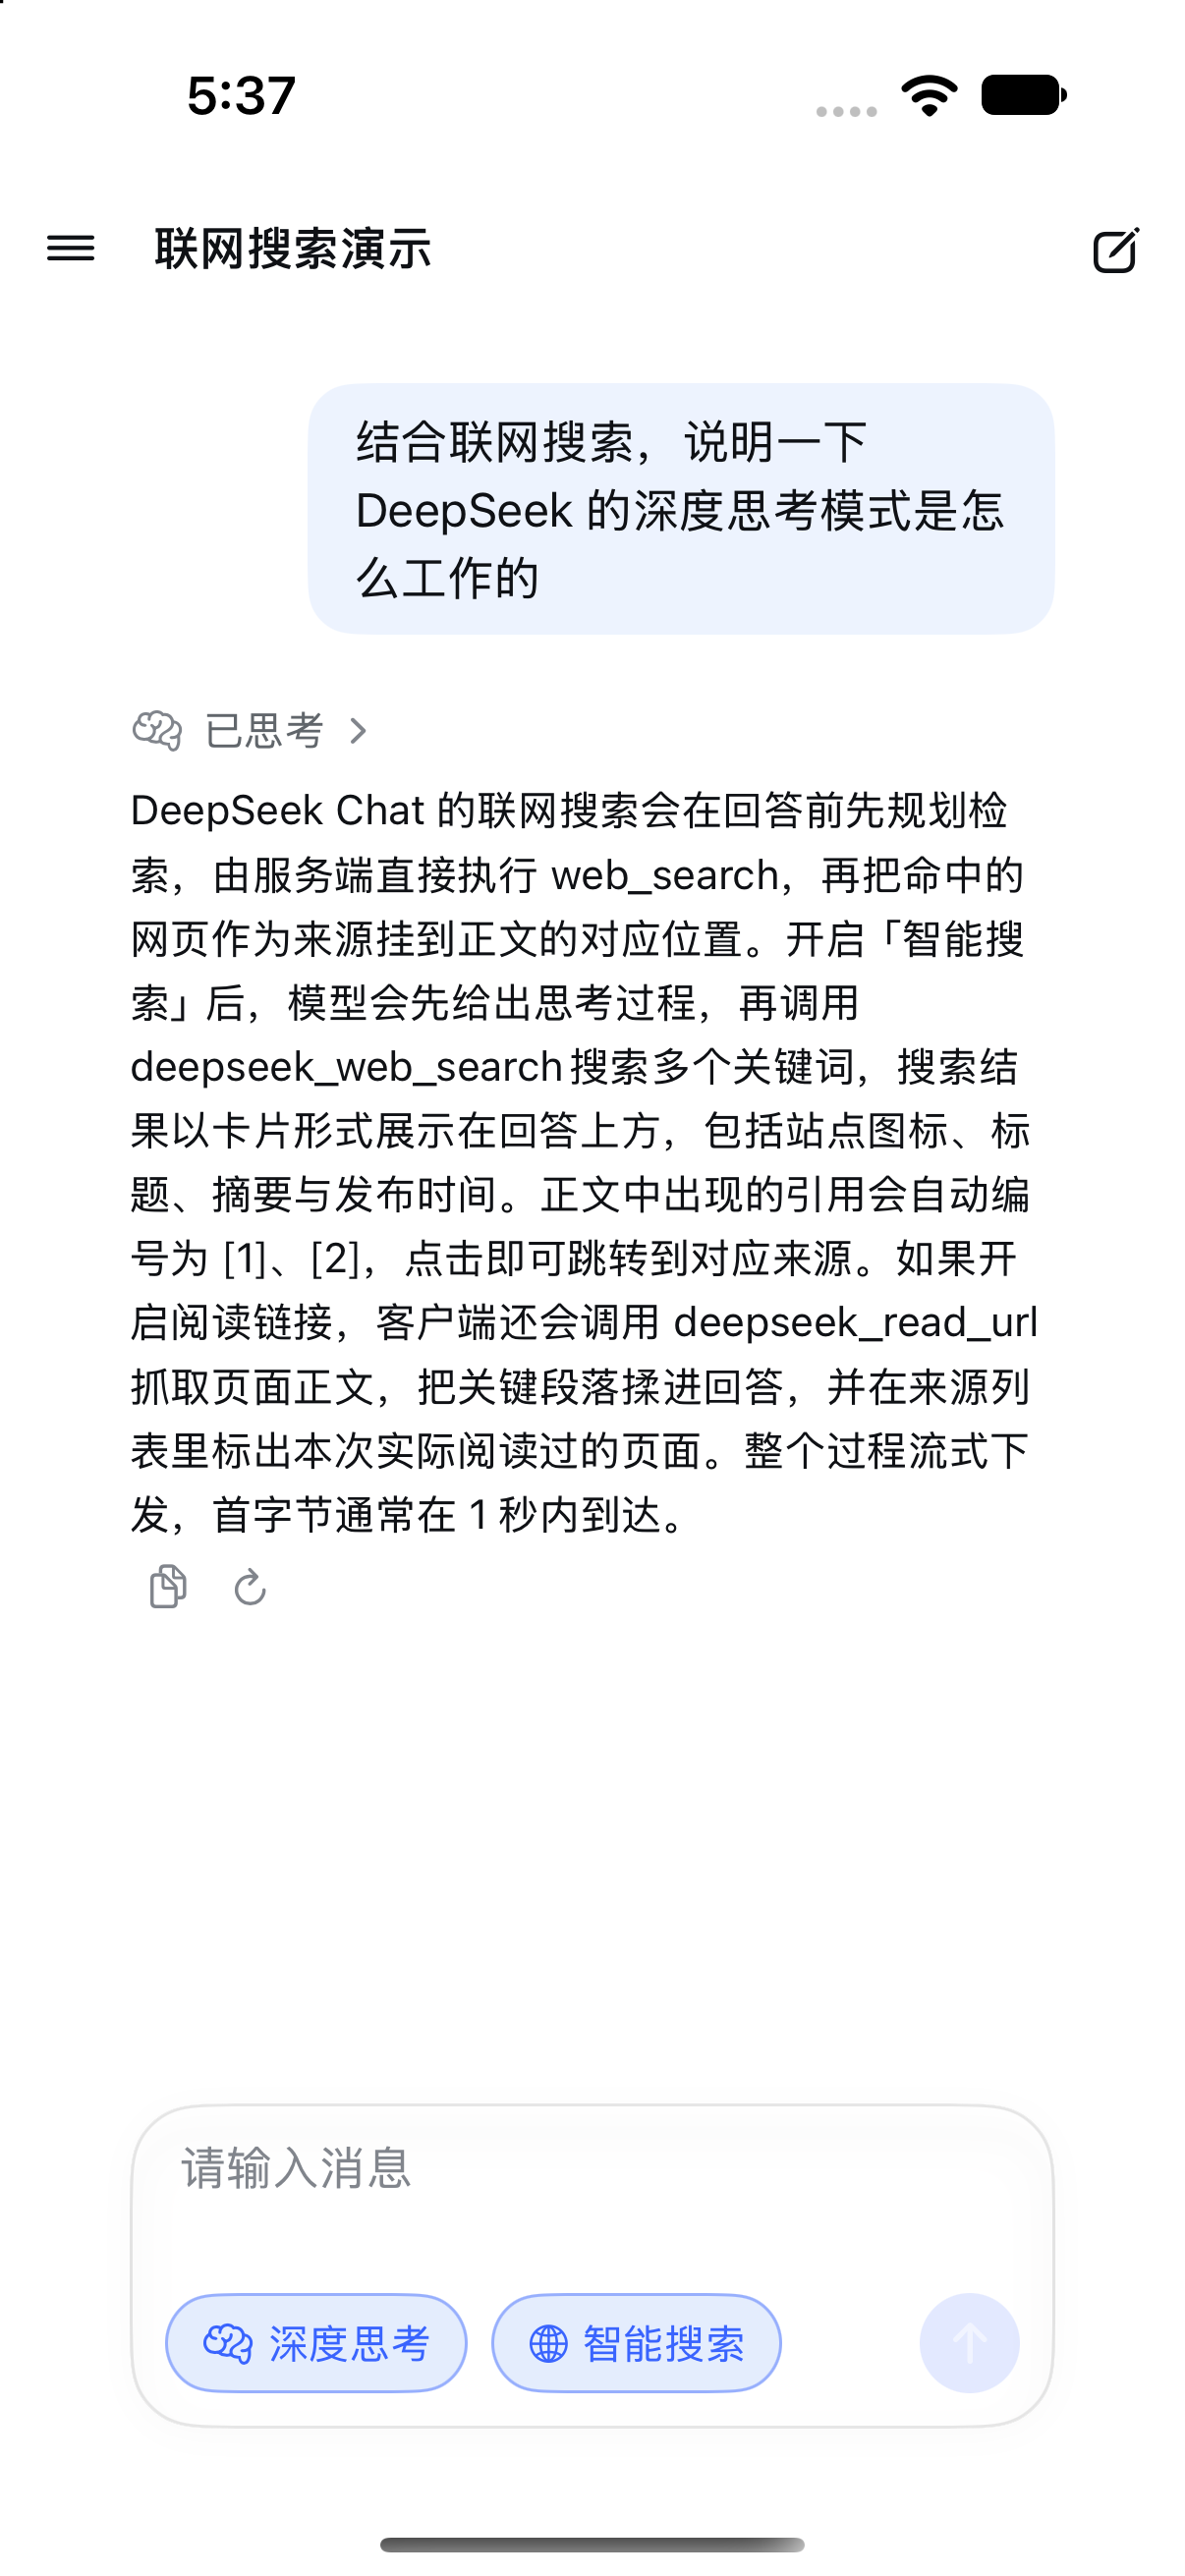 5:37
联网搜索演示
结合联网搜索，说明一下
DeepSeek 的深度思考模式是怎
么工作的
已思考
DeepSeek Chat 的联网搜索会在回答前先规划检
索，由服务端直接执行 web_search，再把命中的
网页作为来源挂到正文的对应位置。开启「智能搜
索」后，模型会先给出思考过程，再调用
deepseek_web_search 搜索多个关键词，搜索结
果以卡片形式展示在回答上方，包括站点图标、标
题、摘要与发布时间。正文中出现的引用会自动编
号为 [1]、[2]，点击即可跳转到对应来源。如果开
启阅读链接，客户端还会调用 deepseek_read_url
抓取页面正文，把关键段落揉进回答，并在来源列
表里标出本次实际阅读过的页面。整个过程流式下
发，首字节通常在 1 秒内到达。
请输入消息
深度思考
智能搜索